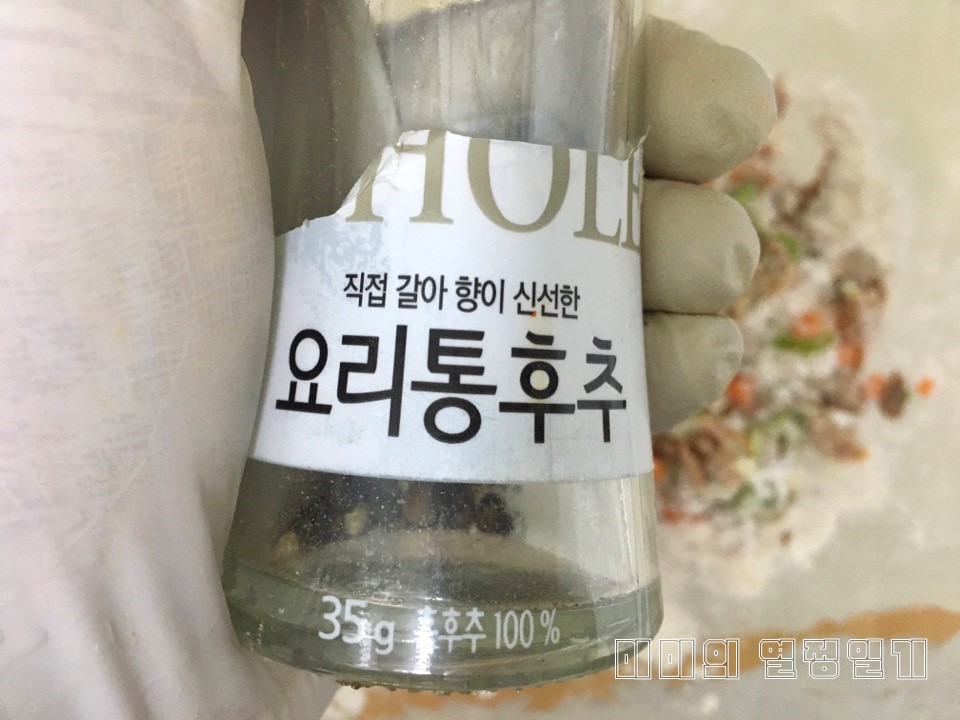 HOLE
직접 갈아 향이 신선한
요리통후추
35g 흑후추 100%
미미의 열정일기